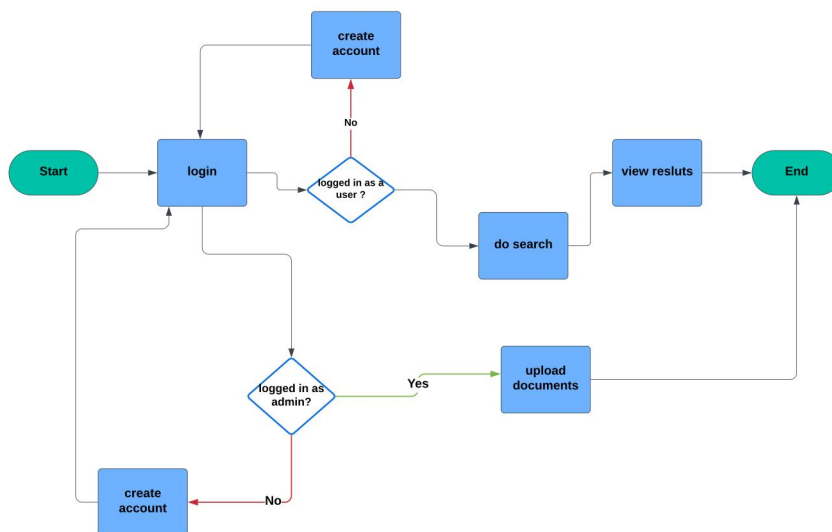 create
account
No
Start
login
logged in as a
user ?
view resluts
End
do search
logged in as
admin?
Yes
upload
documents
No
create
account